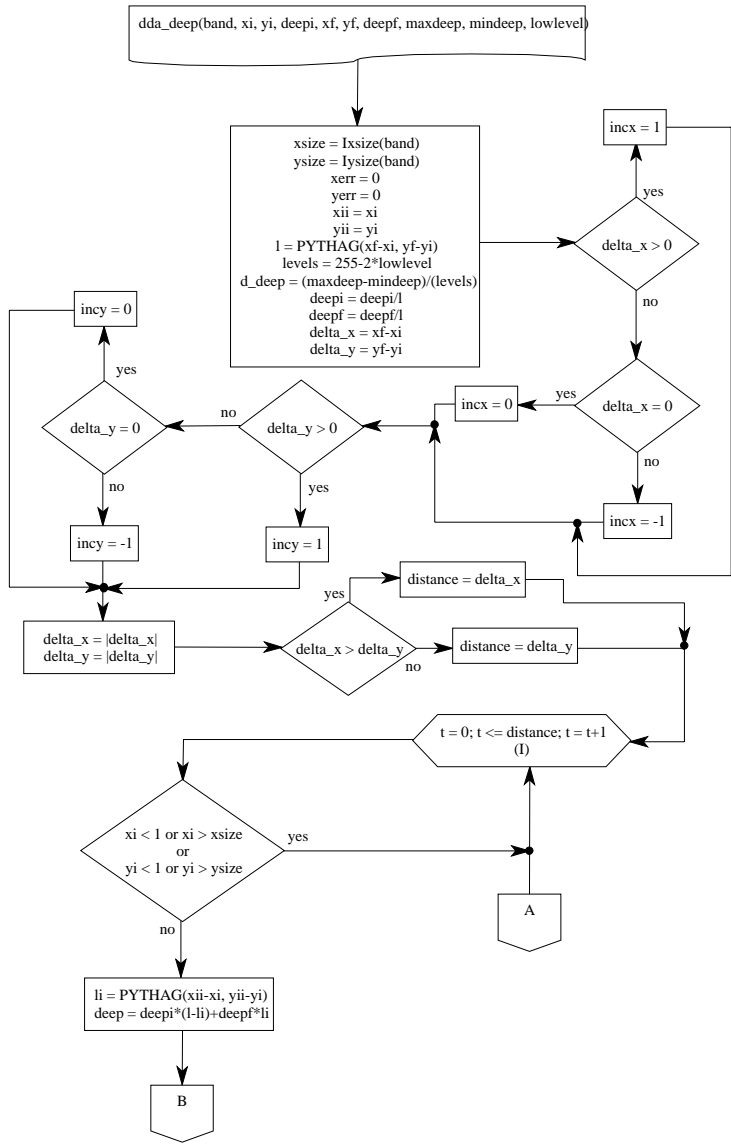 dda_deep(band, xi, yi, deepi, xf, yf, deepf, maxdeep, mindeep, lowlevel)
xsize = Ixsize(band)
ysize = Iysize(band)
xerr = 0
yerr = 0
xii = xi
yii = yi
l = PYTHAG(xf-xi, yf-yi)
levels = 255-2*lowlevel
d_deep = (maxdeep-mindeep)/(levels)
deepi = deepi/l
deepf = deepf/l
delta_x = xf-xi
delta_y = yf-yi
incx = 1
yes
delta_x > 0
no
delta_x = 0
yes
incx = 0
no
incx = -1
delta_y > 0
no
yes
incy = 1
delta_y = 0
yes
incy = 0
no
incy = -1
delta_x = |delta_x|
delta_y = |delta_y|
delta_x > delta_y
yes
distance = delta_x
no
distance = delta_y
t = 0; t <= distance; t = t+1
(I)
xi < 1 or xi > xsize
or
yi < 1 or yi > ysize
yes
A
no
li = PYTHAG(xii-xi, yii-yi)
deep = deepi*(l-li)+deepf*li
B